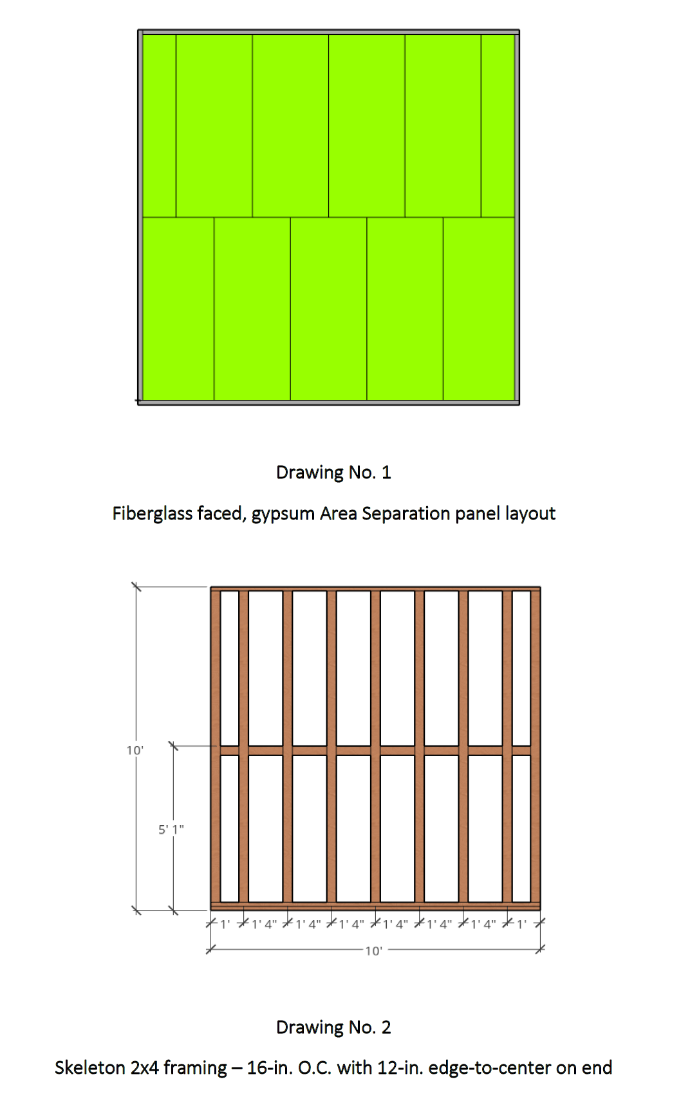 Drawing No. 1
Fiberglass faced, gypsum Area Separation panel layout
10'
5' 1"
1' 1' 4" 1' 4" 1' 4" 1' 4" 1' 4" 1' 4" 1'
10'
Drawing No. 2
Skeleton 2x4 framing – 16-in. O.C. with 12-in. edge-to-center on end